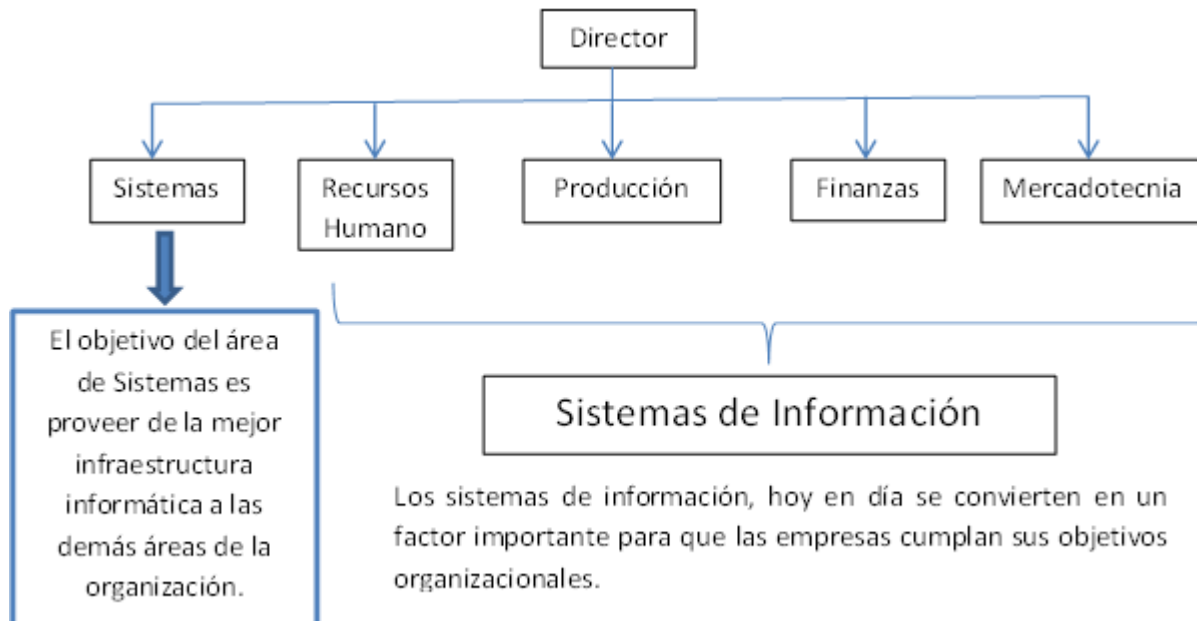 Director
Sistemas
Recursos
Humano
Producción
Finanzas
Mercadotecnia
El objetivo del área
de Sistemas es
proveer de la mejor
infraestructura
informática a las
demás áreas de la
organización.
Sistemas de Información
Los sistemas de información, hoy en día se convierten en un
factor importante para que las empresas cumplan sus objetivos
organizacionales.